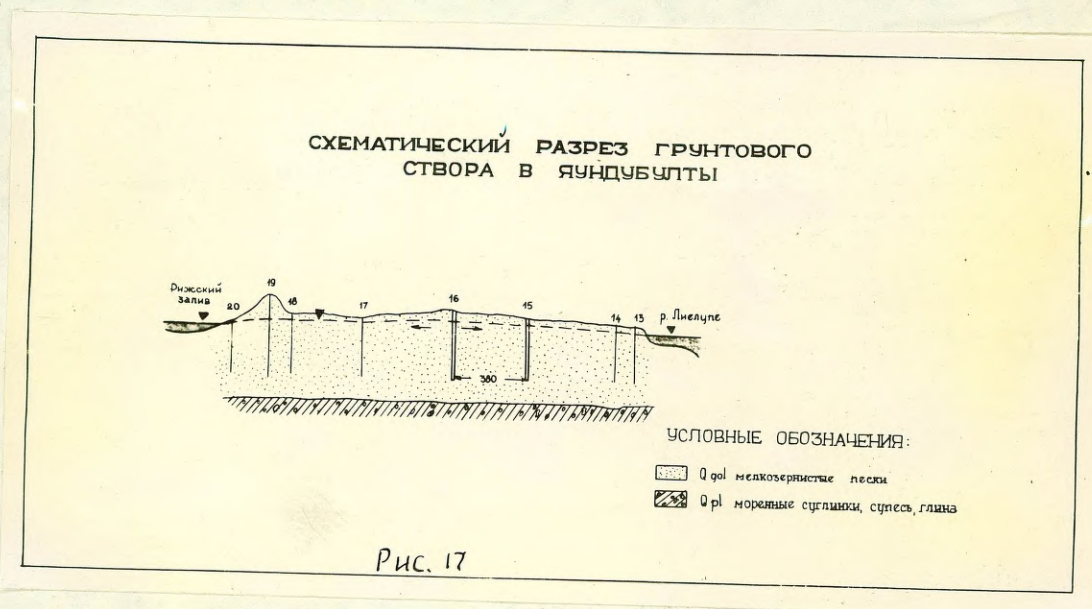 СХЕМАТИЧЕСКИЙ РАЗРЕЗ ГРУНТОВОГО
СТВОРА В ЯУНДУБУЛТЫ
Рижский
залив
20
19
18
17
16
15
14
13
р. Лиелупе
380
УСЛОВНЫЕ ОБОЗНАЧЕНИЯ:
Q gol мелкозернистые пески
Q pl моренные суглинки, супесь, глина
Рис. 17